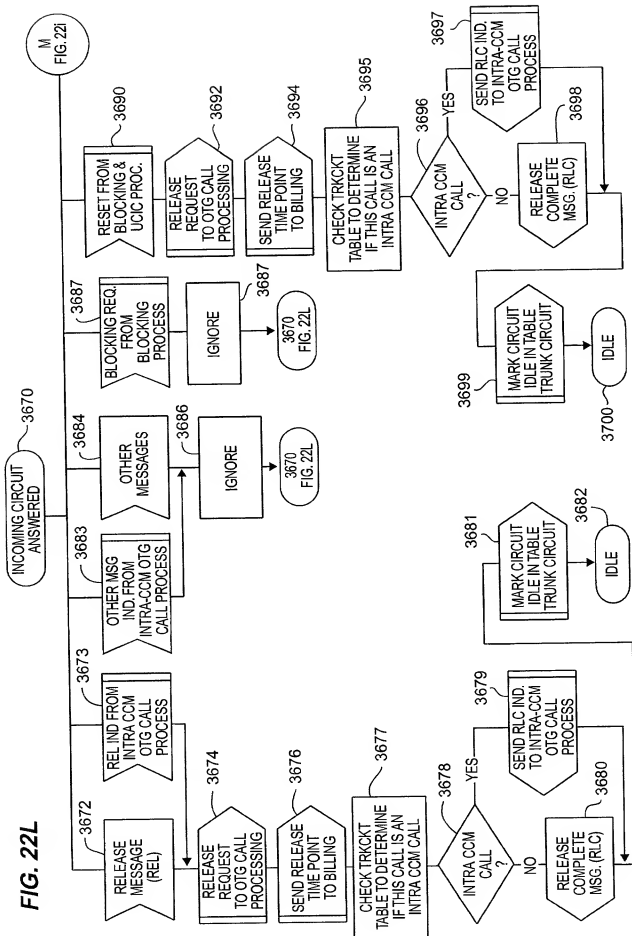 FIG. 22L
INCOMING CIRCUIT
ANSWERED
3670
M
FIG. 22i
3672
RELEASE
MESSAGE
(REL)
3673
REL IND FROM
INTRA CCM
OTG CALL
PROCESS
3674
RELEASE
REQUEST
TO OTG CALL
PROCESSING
3676
SEND RELEASE
TIME POINT
TO BILLING
3677
CHECK TRKCKT
TABLE TO DETERMINE
IF THIS CALL IS AN
INTRA CCM CALL
3678
INTRA CCM
CALL
?
YES
NO
3679
SEND RLC IND.
TO INTRA-CCM
OTG CALL
PROCESS
3680
RELEASE
COMPLETE
MSG. (RLC)
3681
MARK CIRCUIT
IDLE IN TABLE
TRUNK CIRCUIT
3682
IDLE
3683
OTHER MSG
IND. FROM
INTRA-CCM OTG
CALL PROCESS
3684
OTHER
MESSAGES
3686
IGNORE
3670
FIG. 22L
3687
BLOCKING REQ.
FROM
BLOCKING
PROCESS
3687
IGNORE
3670
FIG. 22L
3690
RESET FROM
BLOCKING &
UCIC PROC.
3692
RELEASE
REQUEST
TO OTG CALL
PROCESSING
3694
SEND RELEASE
TIME POINT
TO BILLING
3695
CHECK TRKCKT
TABLE TO DETERMINE
IF THIS CALL IS AN
INTRA CCM CALL
3696
INTRA CCM
CALL
?
YES
NO
3697
SEND RLC IND.
TO INTRA-CCM
OTG CALL
PROCESS
3698
RELEASE
COMPLETE
MSG. (RLC)
3699
MARK CIRCUIT
IDLE IN TABLE
TRUNK CIRCUIT
3700
IDLE